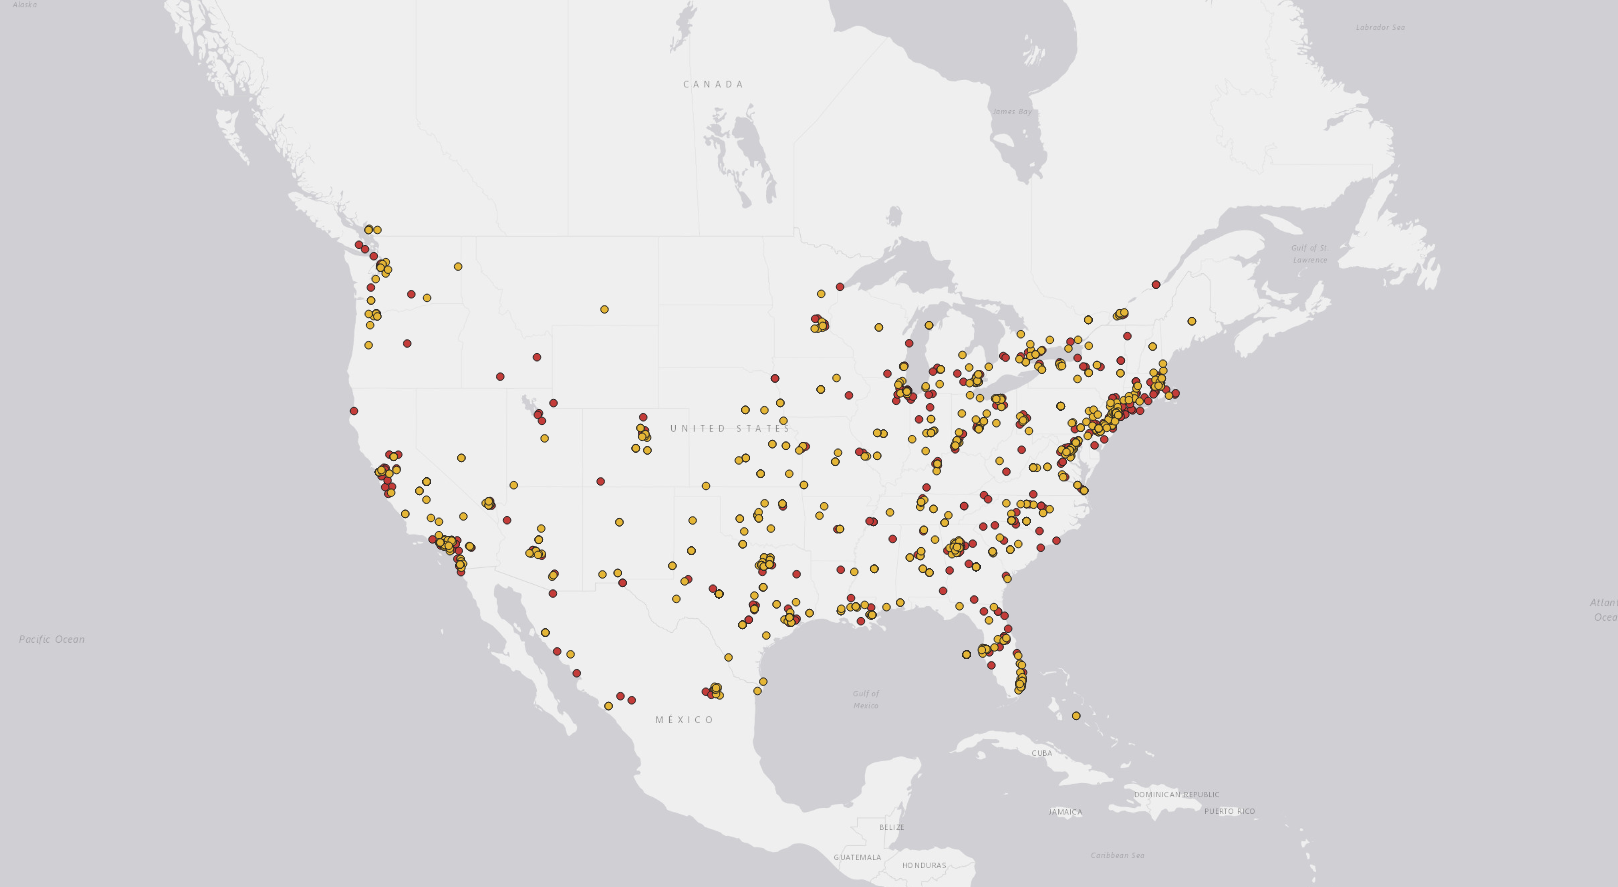 Alaska
Labrador Sea
CANADA
James Bay
Gulf of St
Lawrence
UNITED STATES
Atlan
Ocea
Pacific Ocean
Gulf of
Mexico
MÉXICO
CUBA
DOMINICAN REPUBLIC
JAMAICA
PUERTO RICO
BELIZE
GUATEMALA
Caribbean Sea
HONDURAS